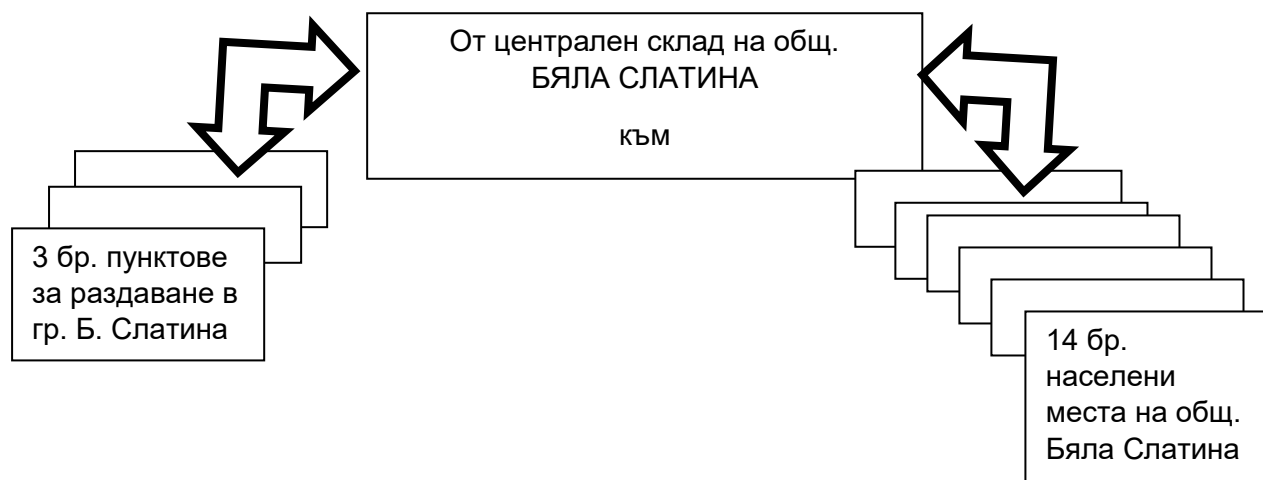 От централен склад на общ.
БЯЛА СЛАТИНА
към
3 бр. пунктове
за раздаване в
гр. Б. Слатина
14 бр.
населени
места на общ.
Бяла Слатина